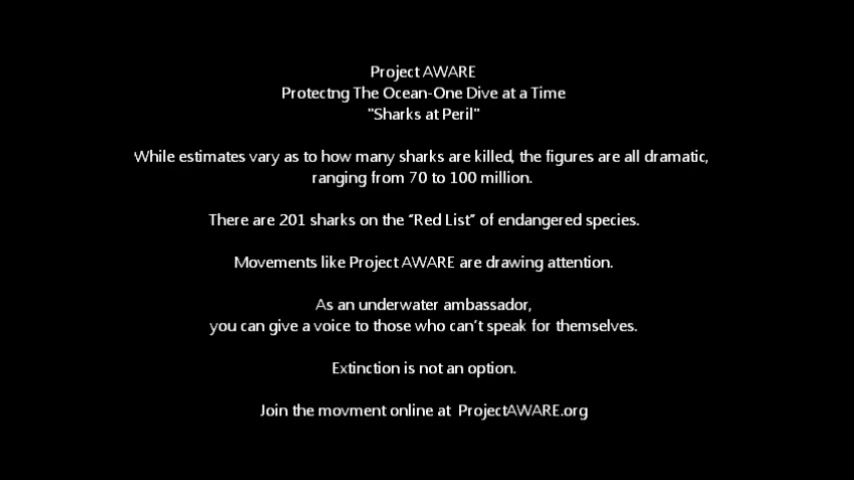 Project AWARE
Protectng The Ocean-One Dive at a Time
"Sharks at Peril"
While estimates vary as to how many sharks are killed, the figures are all dramatic,
ranging from 70 to 100 million.
There are 201 sharks on the “Red List” of endangered species.
Movements like Project AWARE are drawing attention.
As an underwater ambassador,
you can give a voice to those who can’t speak for themselves.
Extinction is not an option.
Join the movment online at  ProjectAWARE.org